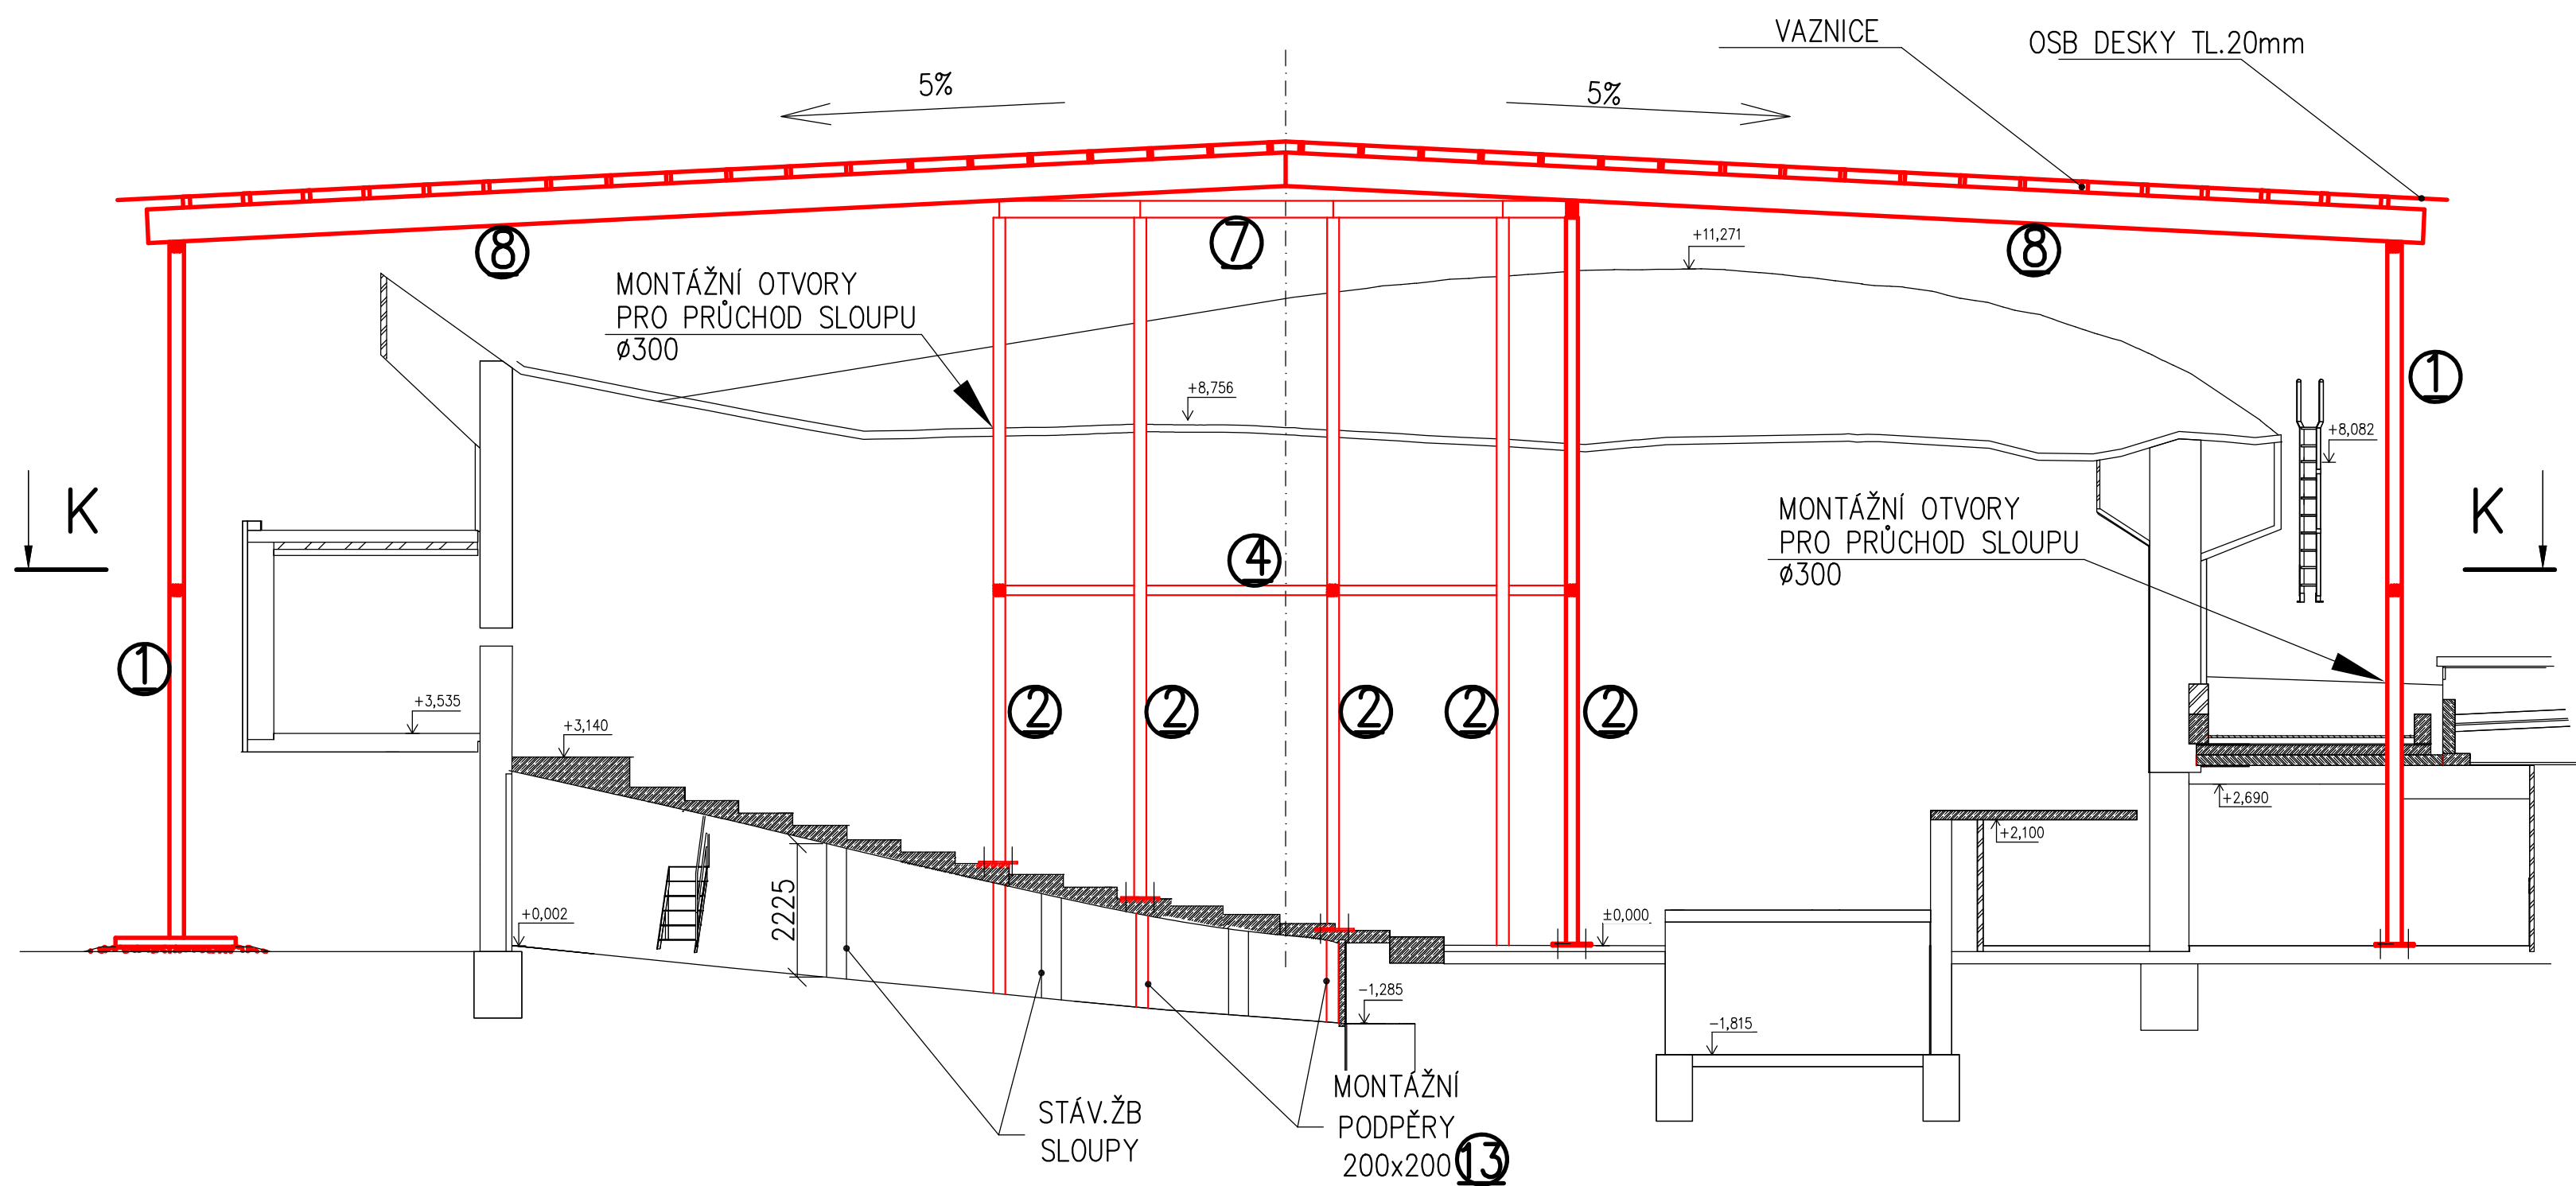 VAZNICE
OSB DESKY TL.20mm
5%
5%
8
7
8
+11,271
MONTÁŽNÍ OTVORY
PRO PRŮCHOD SLOUPU
ø300
1
+8,756
+8,082
K
K
MONTÁŽNÍ OTVORY
PRO PRŮCHOD SLOUPU
ø300
4
1
+3,535
+3,140
2
2
2
2
2
+2,690
+2,100
2225
+0,002
±0,000
-1,285
-1,815
STÁV.ŽB
SLOUPY
MONTÁŽNÍ
PODPĚRY
200x200
13